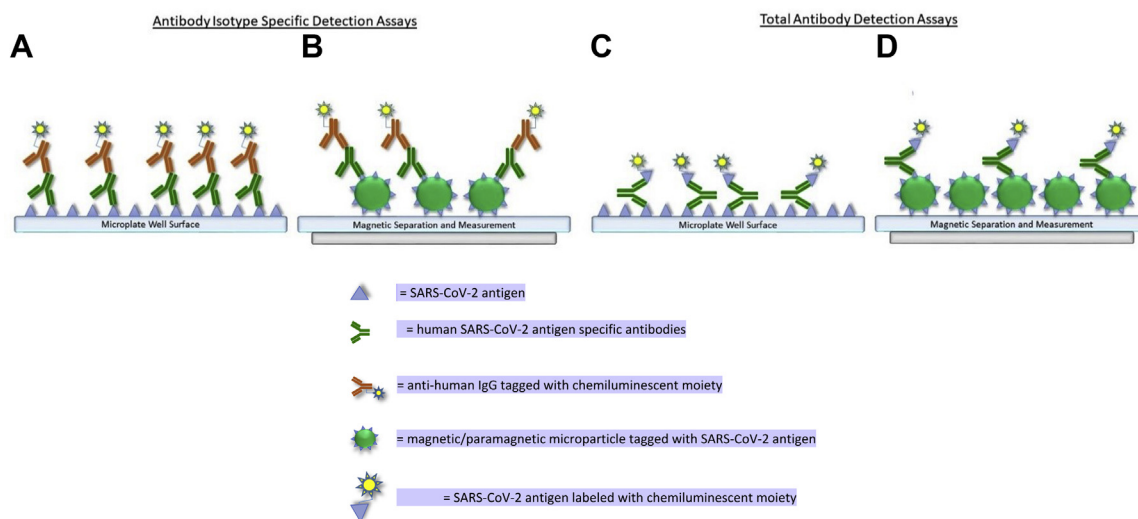 Antibody Isotype Specific Detection Assays
Total Antibody Detection Assays
A
B
C
D
Microplate Well Surface
Magnetic Separation and Measurement
Microplate Well Surface
Magnetic Separation and Measurement
= SARS-CoV-2 antigen
= human SARS-CoV-2 antigen specific antibodies
= anti-human IgG tagged with chemiluminescent moiety
= magnetic/paramagnetic microparticle tagged with SARS-CoV-2 antigen
= SARS-CoV-2 antigen labeled with chemiluminescent moiety